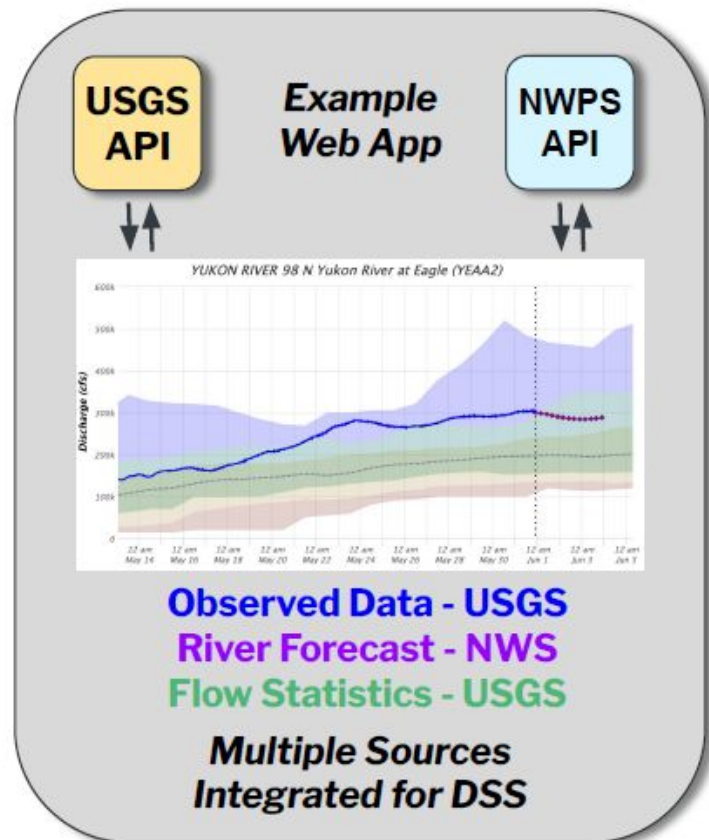 USGS
API
Example
Web App
NWPS
API
YUKON RIVER 98 N Yukon River at Eagle (YEAA2)
600k
500k
400k
300k
200k
100k
0
Discharge (cfs)
12 am 12 am 12 am 12 am 12 am 12 am 12 am 12 am 12 am 12 am 12 am 12 am
May 14 May 16 May 18 May 20 May 22 May 24 May 26 May 28 May 30 Jun 1 Jun 3
Observed Data - USGS
River Forecast - NWS
Flow Statistics - USGS
Multiple Sources
Integrated for DSS